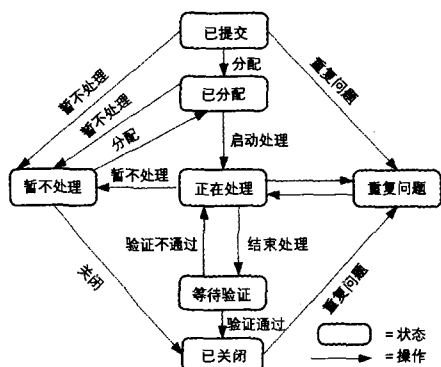 已提交
分配
暂不处理
重复问题
已分配
暂不处理
分配
启动处理
暂不处理
暂不处理
正在处理
重复问题
验证不通过
结束处理
等待验证
关闭
重复问题
验证通过
已关闭
=状态
=操作